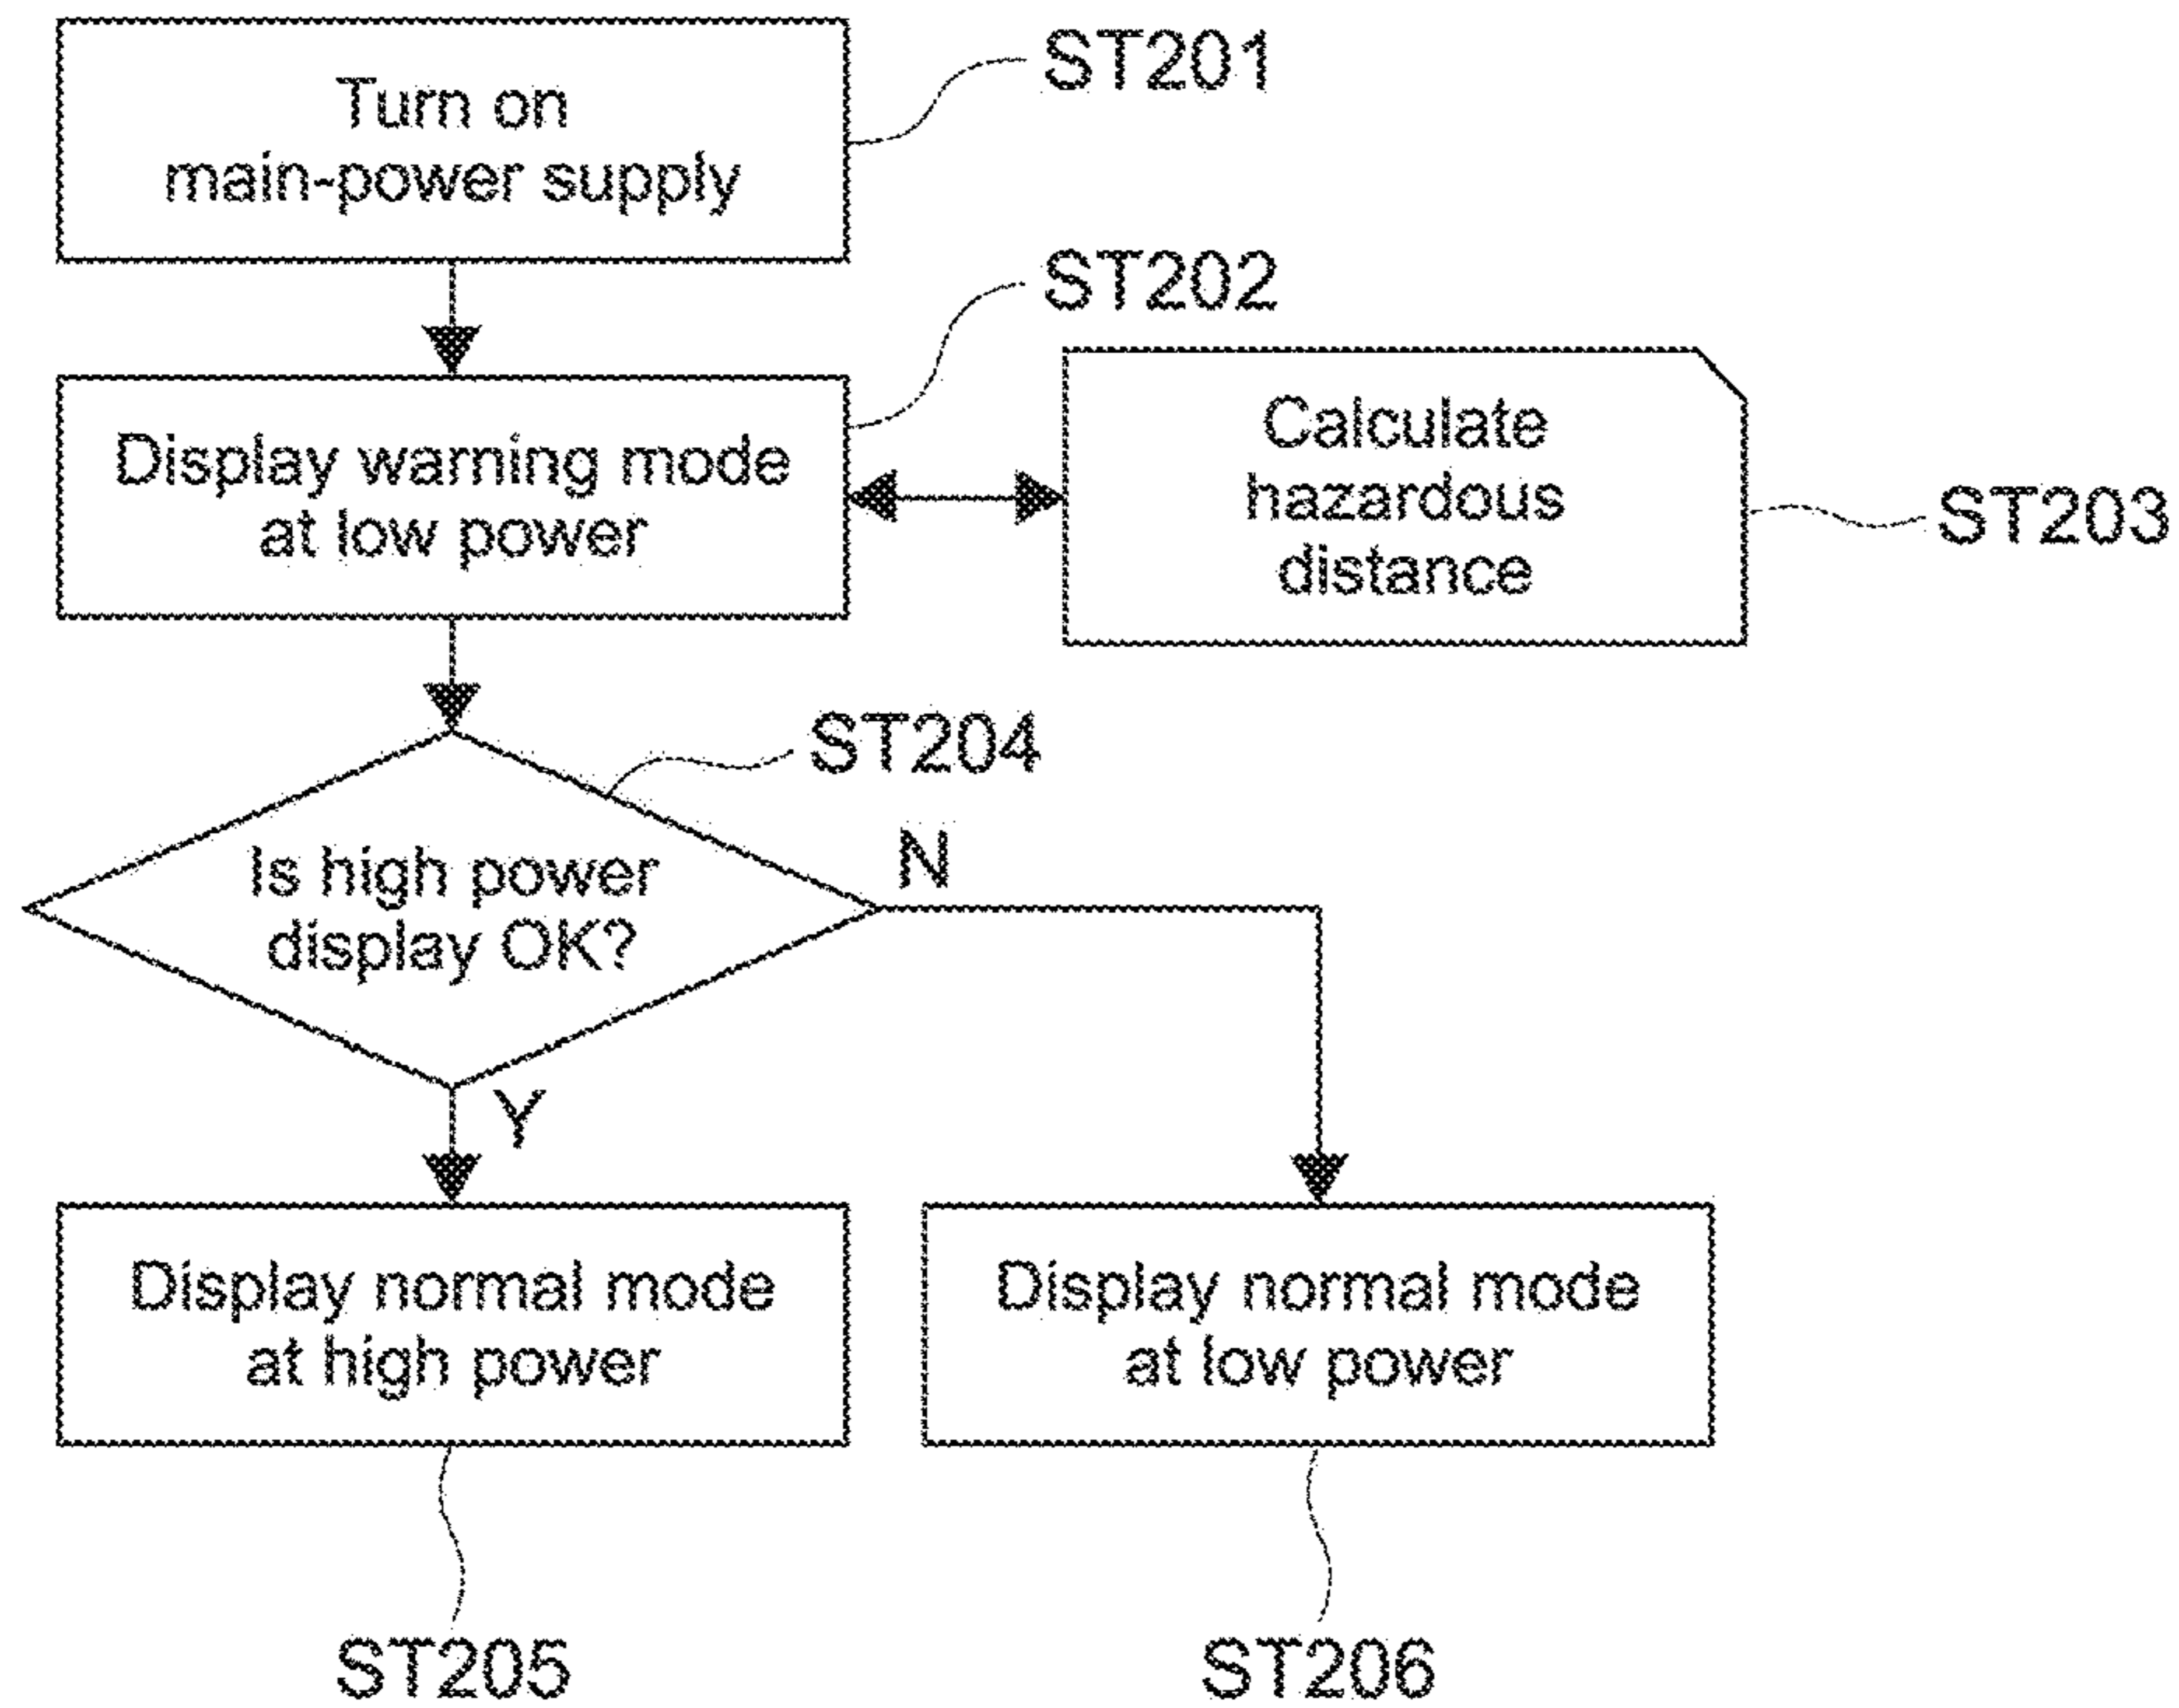 Turn on
main-power supply
ST201
ST202
Display warning mode
at low power
Calculate
hazardous
distance
ST203
ST204
Is high power
display OK?
N
Y
Display normal mode
at high power
Display normal mode
at low power
ST205
ST206